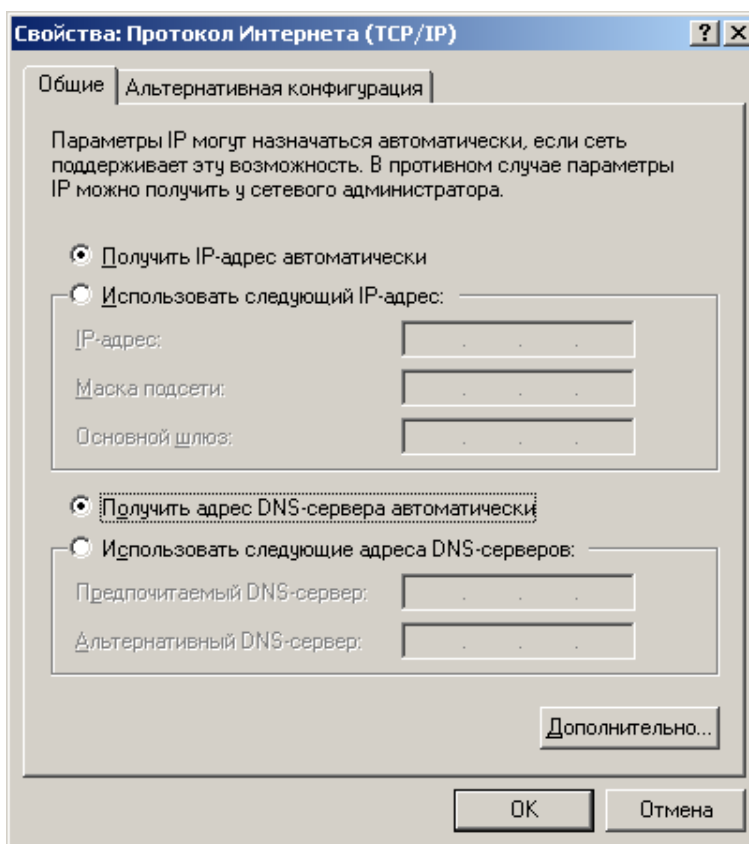 Свойства: Протокол Интернета (TCP/IP)
Общие
Альтернативная конфигурация
Параметры IP могут назначаться автоматически, если сеть
поддерживает эту возможность. В противном случае параметры
IP можно получить у сетевого администратора.
Получить IP-адрес автоматически
Использовать следующий IP-адрес:
IP-адрес:
Маска подсети:
Основной шлюз:
Получить адрес DNS-сервера автоматически
Использовать следующие адреса DNS-серверов:
Предпочитаемый DNS-сервер:
Альтернативный DNS-сервер:
Дополнительно...
OK
Отмена